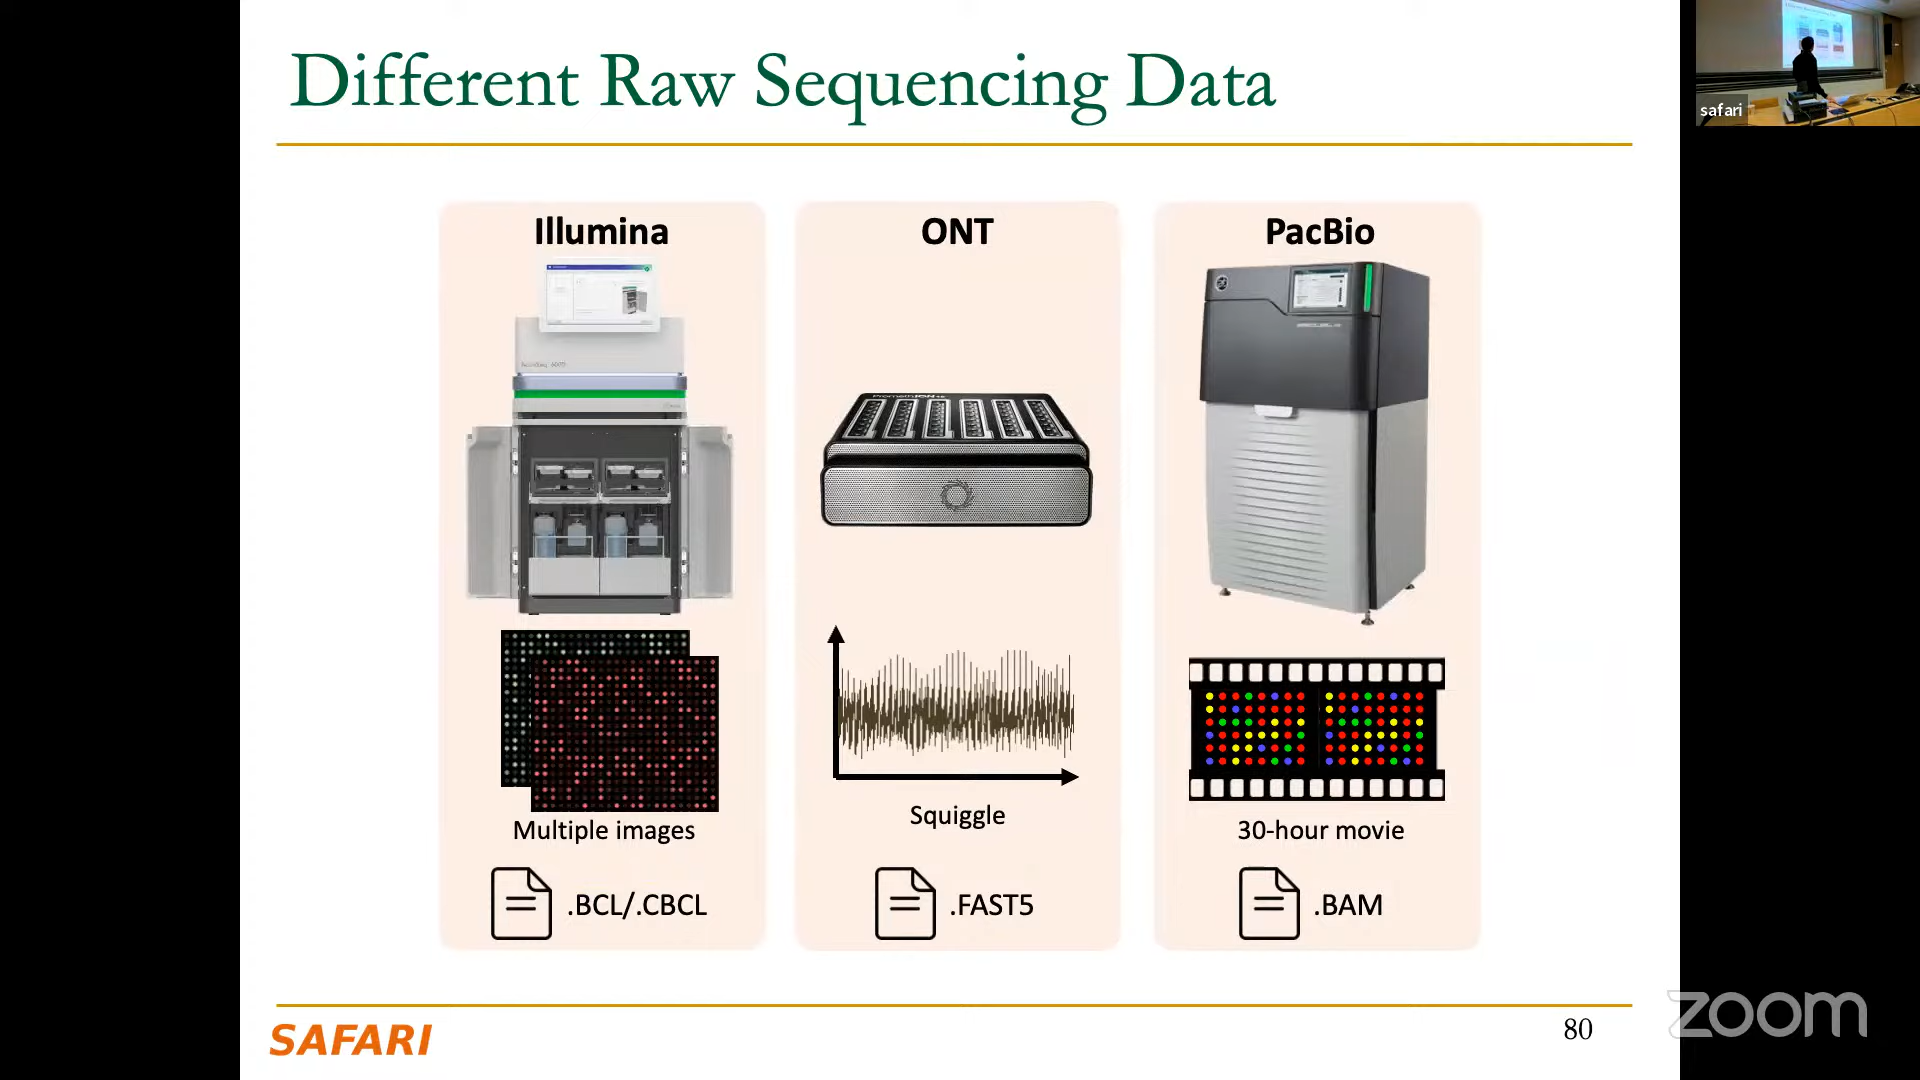 Different Raw Sequencing Data
safari
Illumina
ONT
PacBio
Multiple images
Squiggle
30-hour movie
.BCL/.CBCL
.FAST5
.BAM
SAFARI
80
zoom